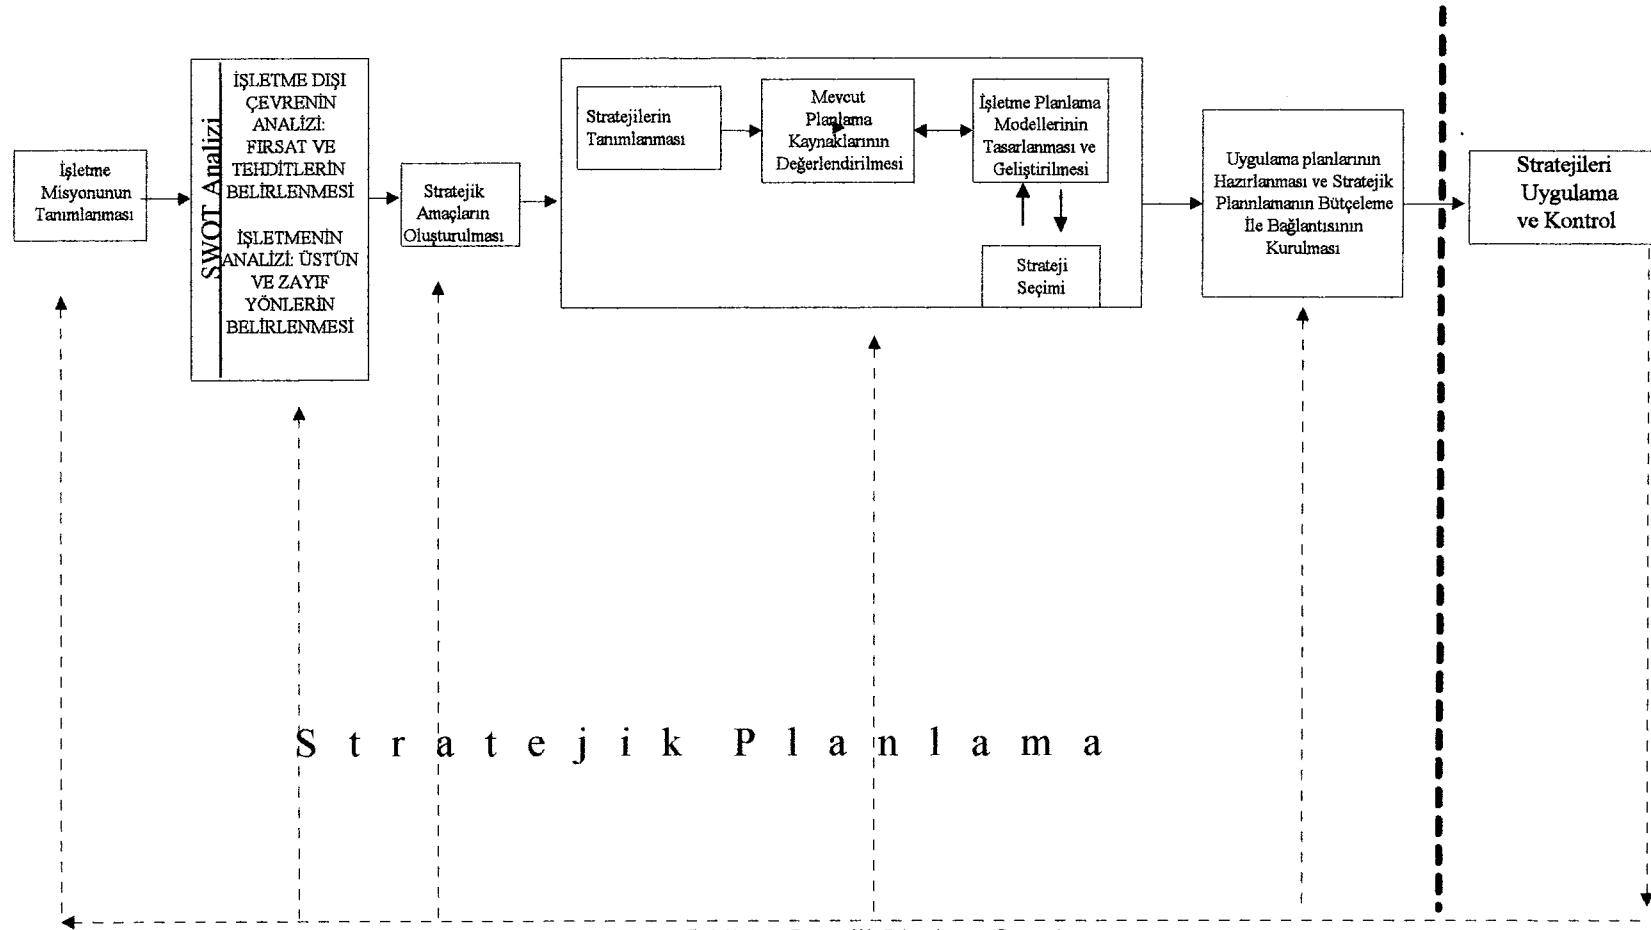 İşletme
Misyonunun
Tanımlanması
SWOT Analizi
İŞLETME DIŞI
ÇEVRENİN
ANALİZİ:
FIRSAT VE
TEHDİTLERİN
BELİRLENMESİ
İŞLETMENİN
ANALİZİ: ÜSTÜN
VE ZAYIF
YÖNLERİN
BELİRLENMESİ
Stratejik
Amaçların
Oluşturulması
Stratejilerin
Tanımlanması
Mevcut
Planlama
Kaynaklarının
Değerlendirilmesi
İşletme Planlama
Modellerinin
Tasarlanması ve
Geliştirilmesi
Strateji
Seçimi
Uygulama planlarının
Hazırlanması ve Stratejik
Plannlamanın Bütçeleme
İle Bağlantısının
Kurulması
Stratejileri
Uygulama
ve Kontrol
Stratejik Planlama